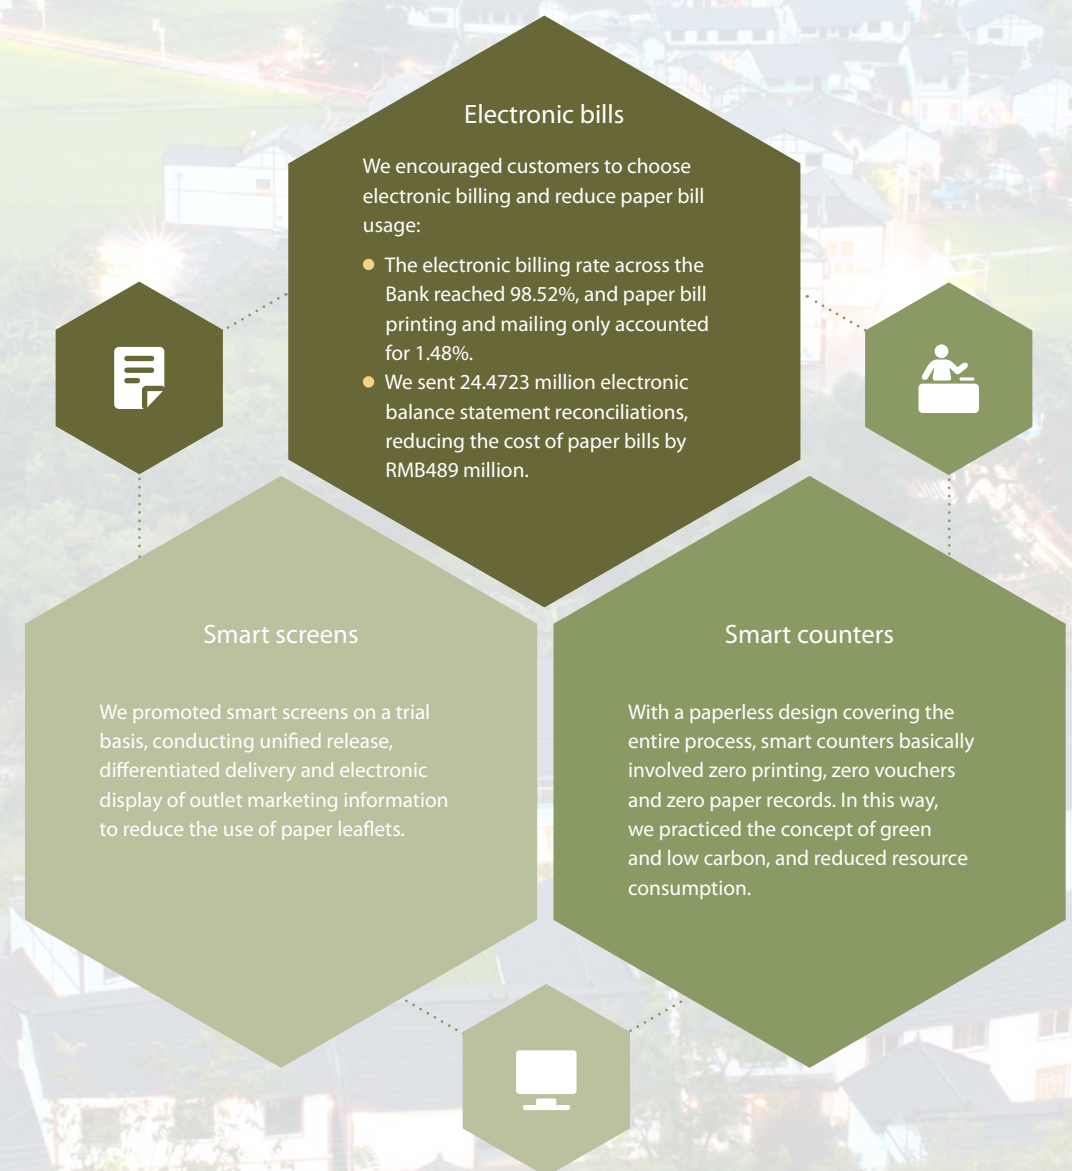 Electronic bills
We encouraged customers to choose
electronic billing and reduce paper bill
usage:
The electronic billing rate across the
Bank reached 98.52%, and paper bill
printing and mailing only accounted
for 1.48%.
We sent 24.4723 million electronic
balance statement reconciliations,
reducing the cost of paper bills by
RMB489 million.
Smart screens
We promoted smart screens on a trial
basis, conducting unified release,
differentiated delivery and electronic
display of outlet marketing information
to reduce the use of paper leaflets.
Smart counters
With a paperless design covering the
entire process, smart counters basically
involved zero printing, zero vouchers
and zero paper records. In this way,
we practiced the concept of green
and low carbon, and reduced resource
consumption.